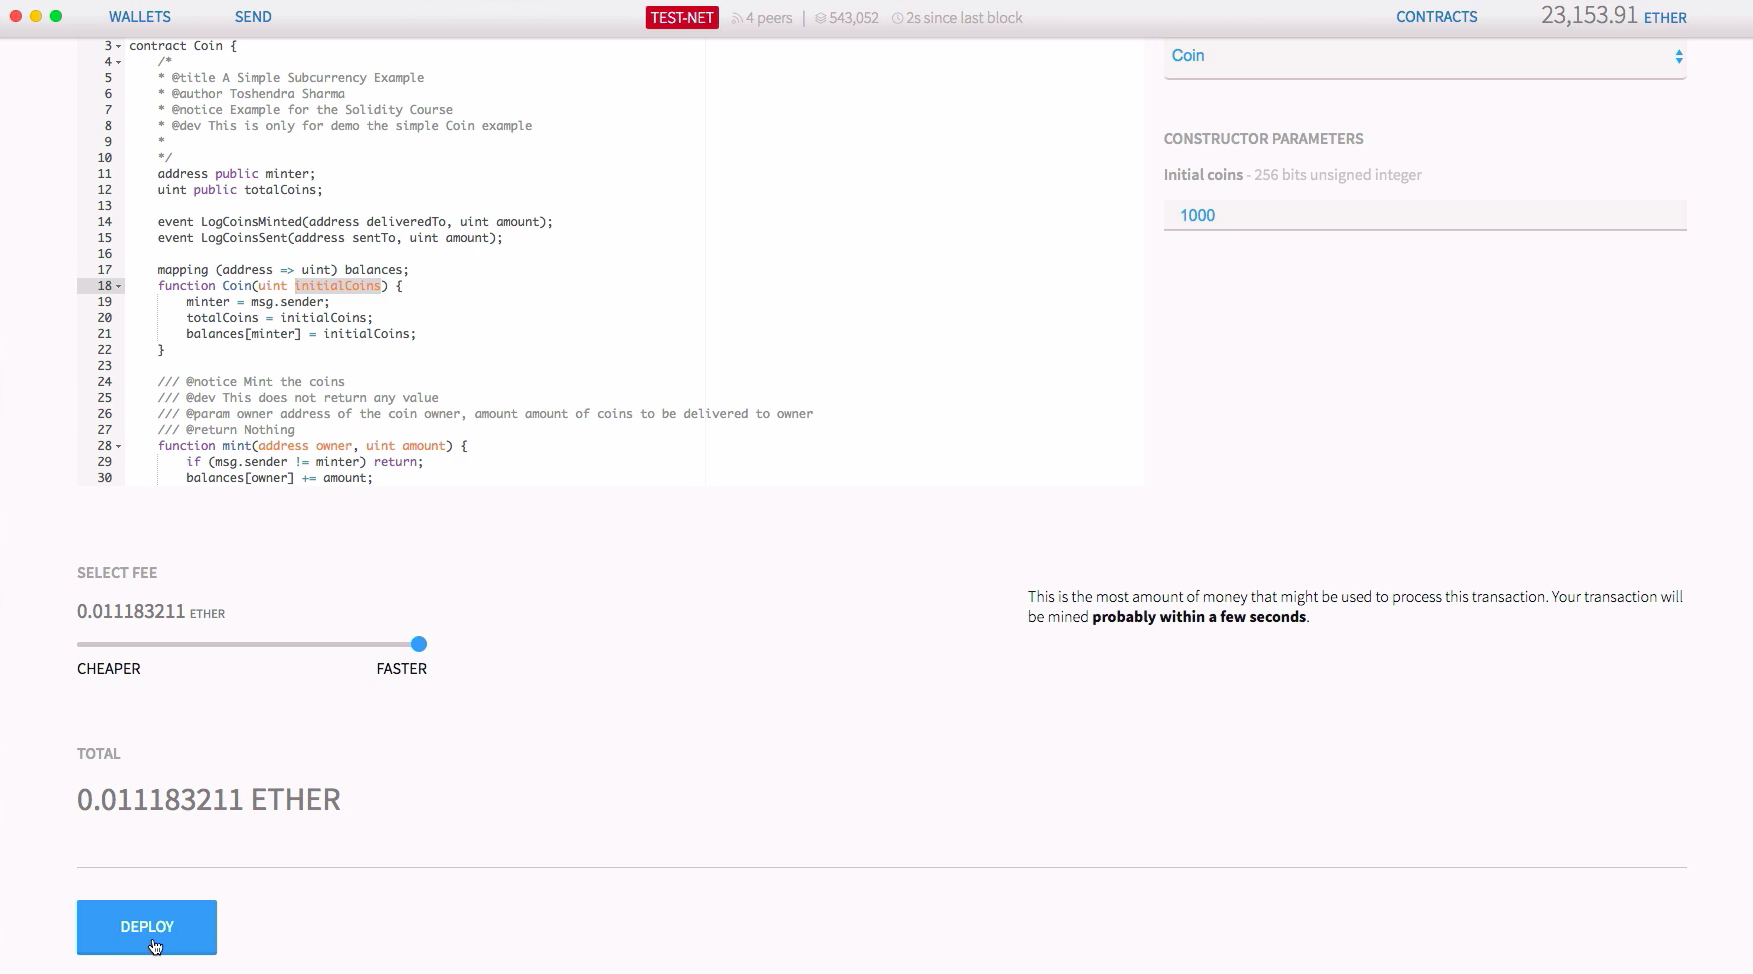 WALLETS SEND TEST-NET 4 peers | 543,052 2s since last block CONTRACTS 23,153.91 ETHER
3 contract Coin {
4 /*
5 * @title A Simple Subcurrency Example
6 * @author Toshendra Sharma
7 * @notice Example for the Solidity Course
8 * @dev This is only for demo the simple Coin example
9 *
10 */
11 address public minter;
12 uint public totalCoins;
13
14 event LogCoinsMinted(address deliveredTo, uint amount);
15 event LogCoinsSent(address sentTo, uint amount);
16
17 mapping (address => uint) balances;
18 function Coin(uint initialCoins) {
19 minter = msg.sender;
20 totalCoins = initialCoins;
21 balances[minter] = initialCoins;
22 }
23
24 /// @notice Mint the coins
25 /// @dev This does not return any value
26 /// @param owner address of the coin owner, amount amount of coins to be delivered to owner
27 /// @return Nothing
28 function mint(address owner, uint amount) {
29 if (msg.sender != minter) return;
30 balances[owner] += amount;
Coin
CONSTRUCTOR PARAMETERS
Initial coins - 256 bits unsigned integer
1000
SELECT FEE
0.011183211 ETHER
CHEAPER FASTER
This is the most amount of money that might be used to process this transaction. Your transaction will
be mined probably within a few seconds.
TOTAL
0.011183211 ETHER
DEPLOY